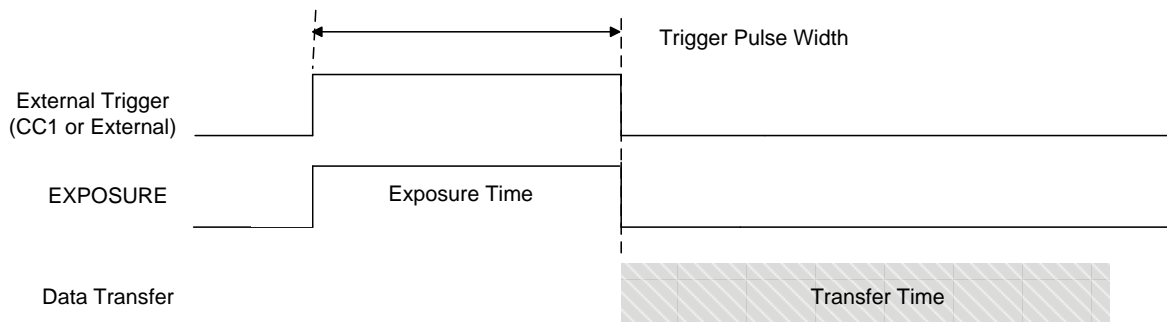 Trigger Pulse Width
External Trigger
(CC1 or External)
EXPOSURE
Exposure Time
Data Transfer
Transfer Time